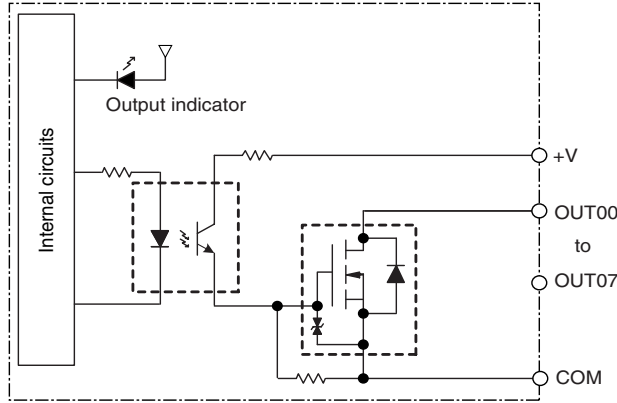 Output indicator
Internal circuits
+V
OUT00
to
OUT07
COM